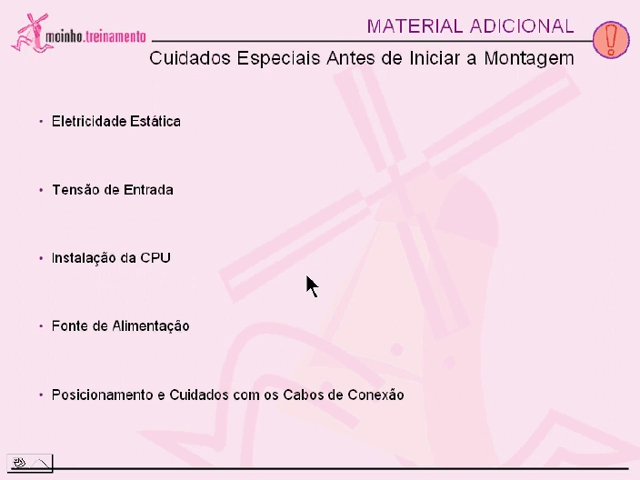 moinho.treinamento
MATERIAL ADICIONAL
Cuidados Especiais Antes de Iniciar a Montagem
• Eletricidade Estática
• Tensão de Entrada
• Instalação da CPU
• Fonte de Alimentação
• Posicionamento e Cuidados com os Cabos de Conexão